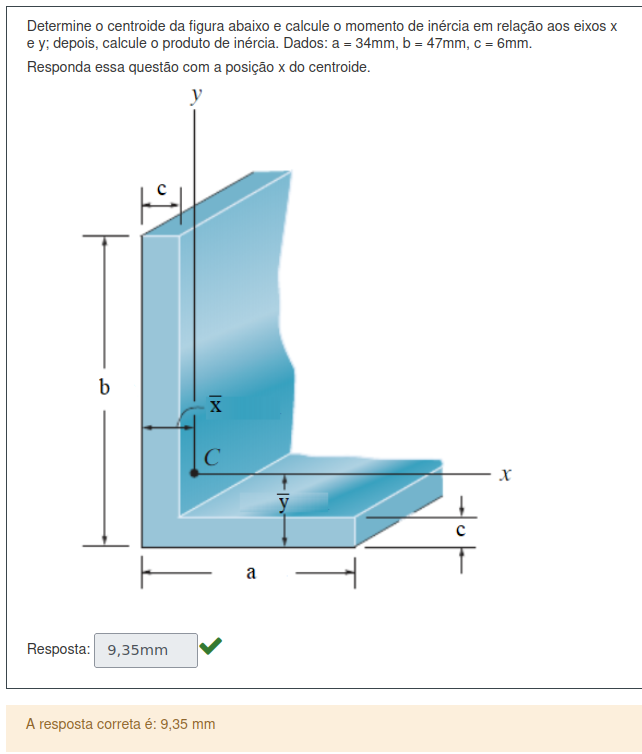 Determine o centroide da figura abaixo e calcule o momento de inércia em relação aos eixos x
e y; depois, calcule o produto de inércia. Dados: a = 34mm, b = 47mm, c = 6mm.
Responda essa questão com a posição x do centroide.
y
c
b
x̅
C
x
y̅
c
a
Resposta: 9,35mm
A resposta correta é: 9,35 mm